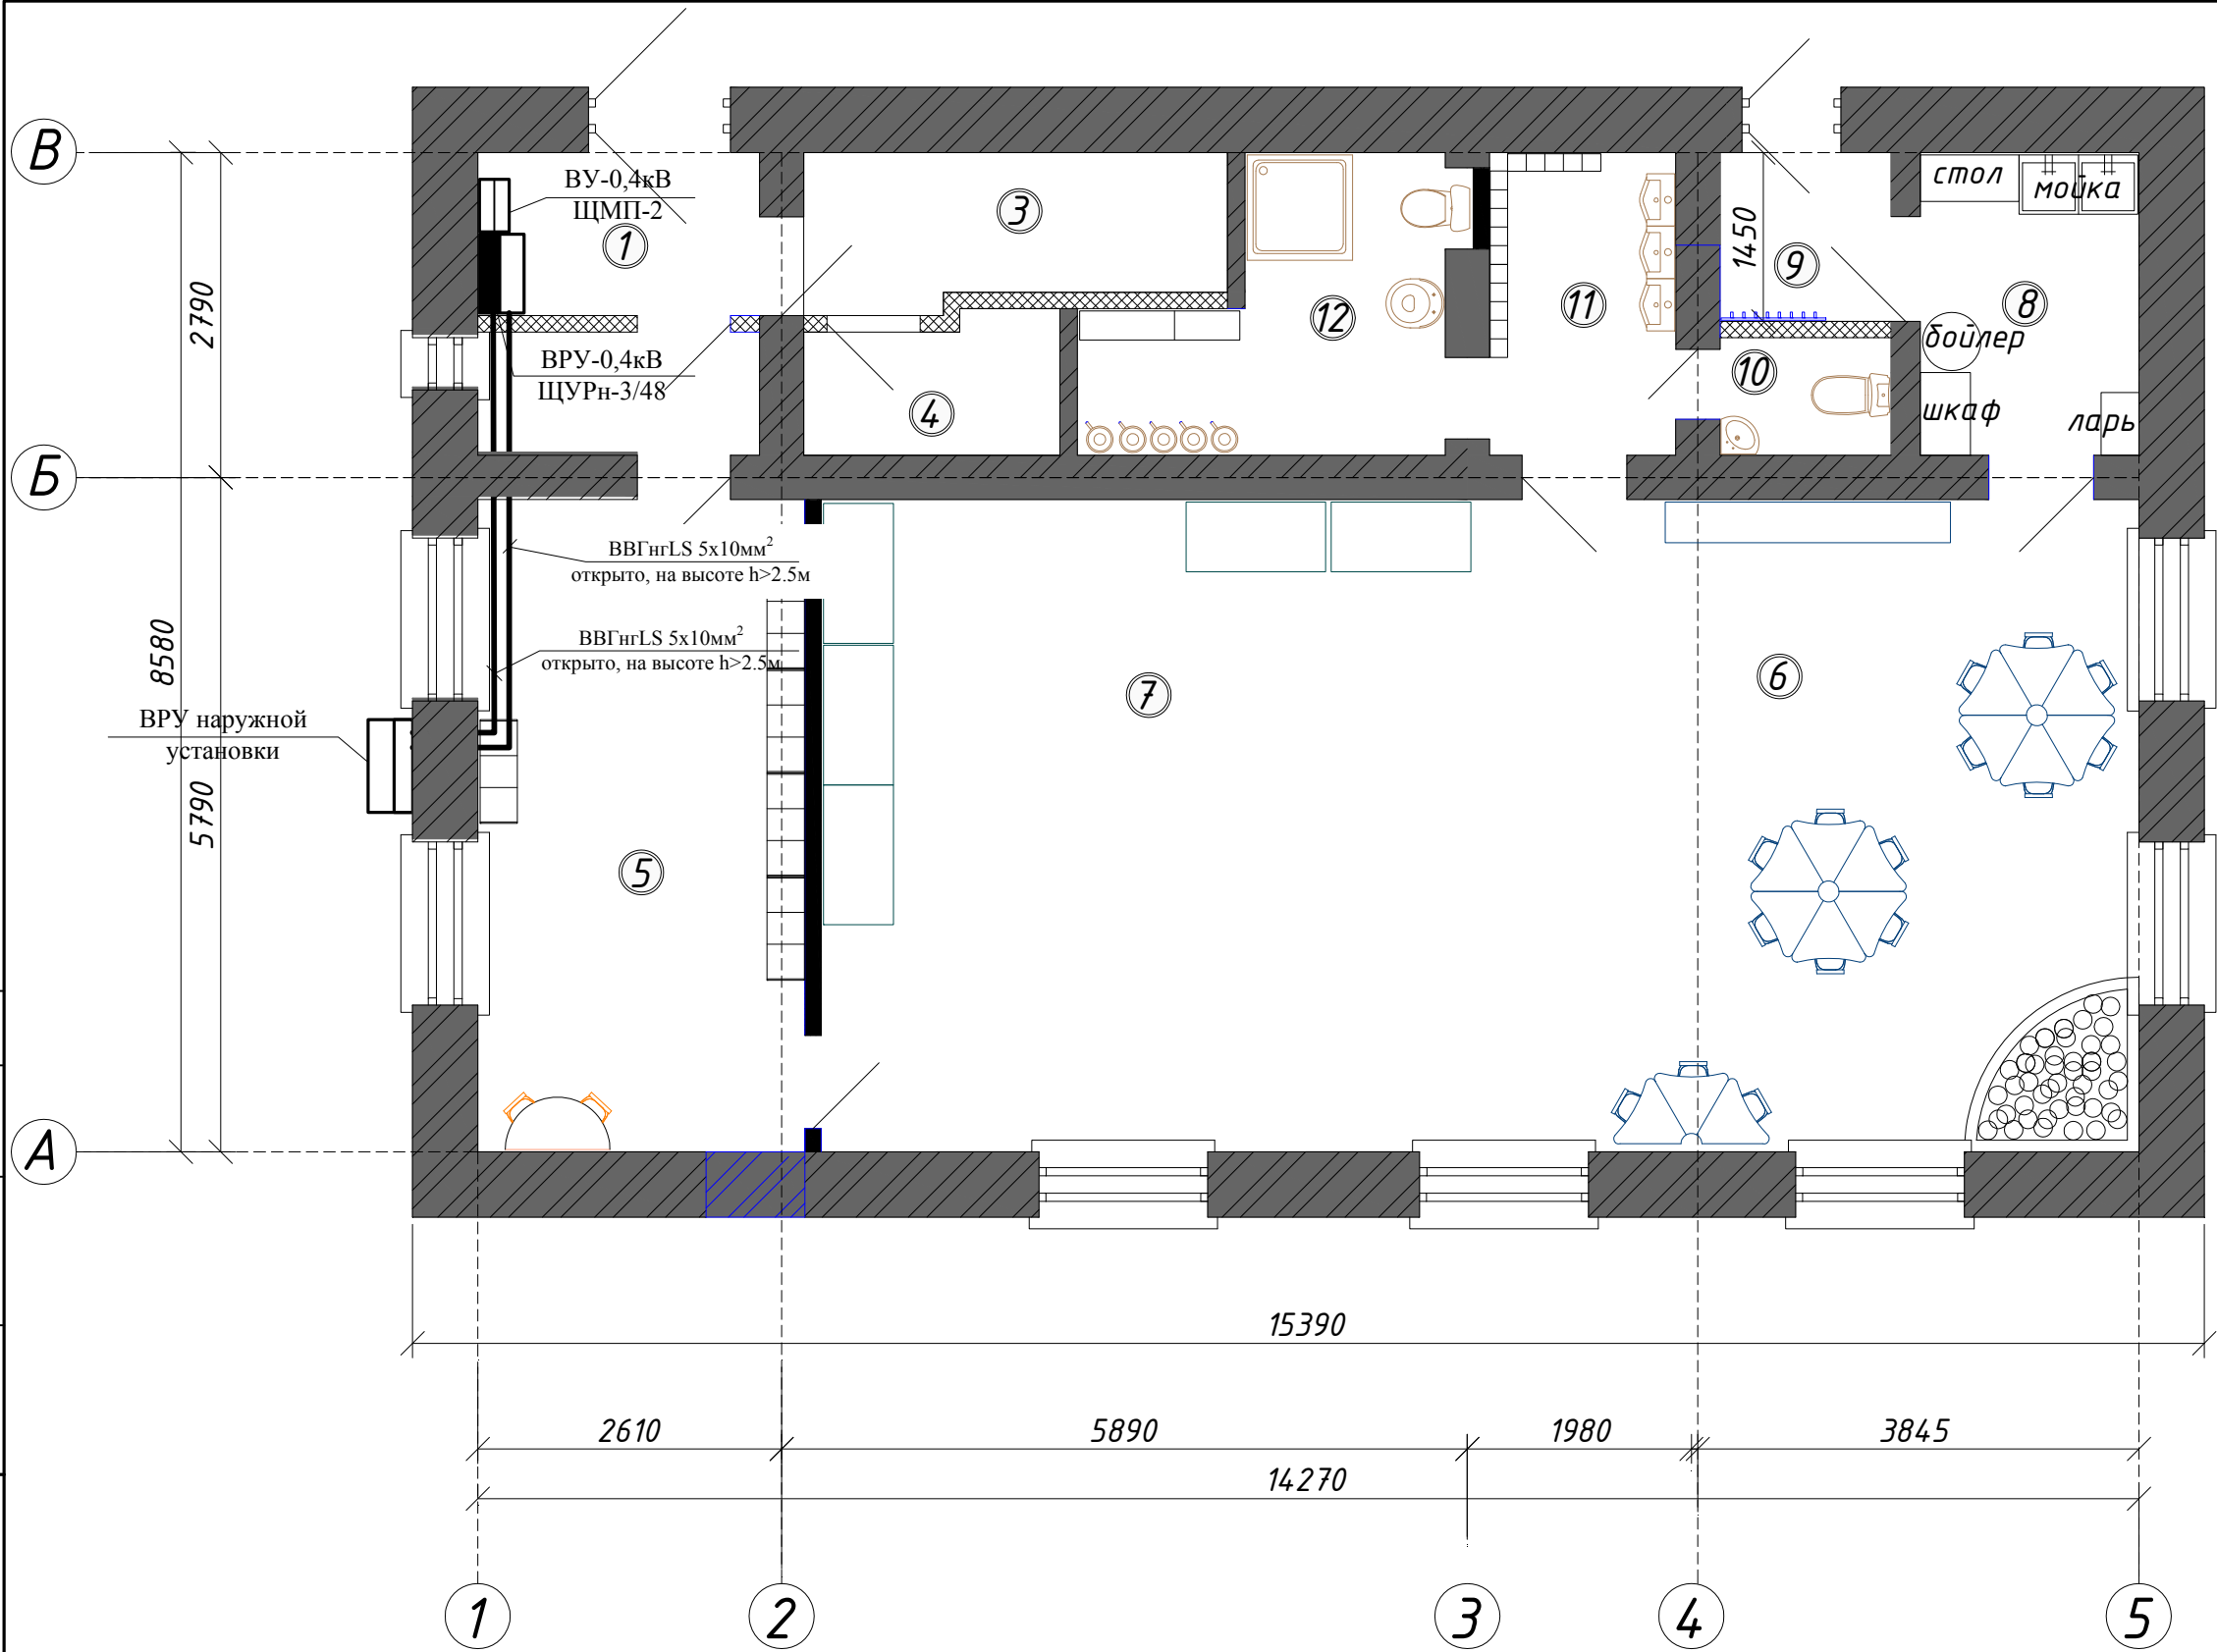 В
ВУ-0,4кВ
ЩМП-2
1
3
1450
9
стол
мойка
8
2790
12
11
бойлер
ВРУ-0,4кВ
ЩУРн-3/48
4
10
шкаф
ларь
Б
ВВГнгLS 5х10мм²
открыто, на высоте h>2.5м
8580
ВВГнгLS 5х10мм²
открыто, на высоте h>2.5м
7
6
ВРУ наружной
установки
5790
5
А
15390
2610
5890
1980
3845
14270
1
2
3
4
5